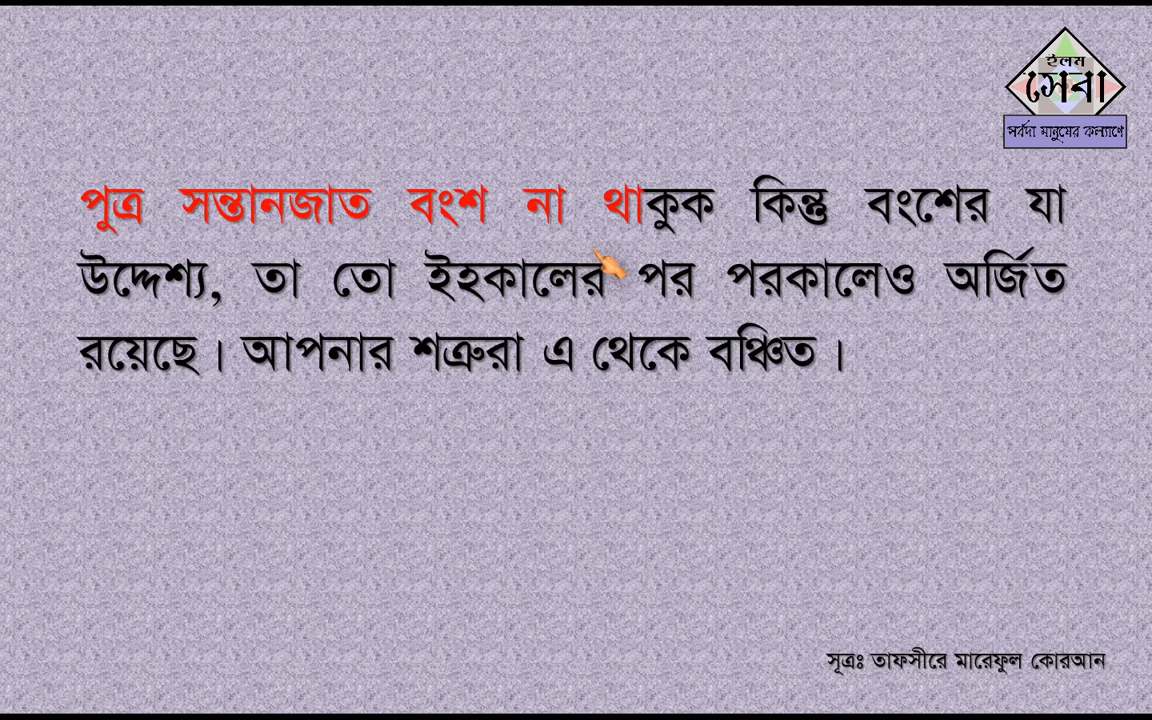 ইলম
সেবা
সর্বদা মানুষের কল্যাণে
পুত্র সন্তানজাত বংশ না থাকুক কিন্তু বংশের যা
উদ্দেশ্য, তা তো ইহকালের পর পরকালেও অর্জিত
রয়েছে। আপনার শত্রুরা এ থেকে বঞ্চিত।
সূত্রঃ তাফসীরে মারেফুল কোরআন